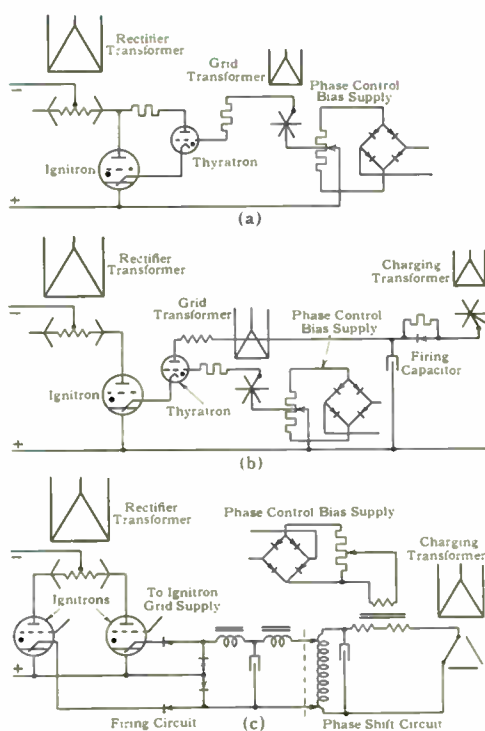 Rectifier
Transformer
Grid
Transformer
Phase Control
Bias Supply
−
Ignitron
Thyratron
+
(a)
Rectifier
Transformer
Charging
Transformer
Grid
Transformer
Phase Control
Bias Supply
−
Ignitron
Thyratron
Firing
Capacitor
+
(b)
Rectifier
Transformer
Phase Control Bias Supply
Charging
Transformer
−
Ignitrons
To Ignitron
Grid Supply
+
Firing Circuit
(c)
Phase Shift Circuit